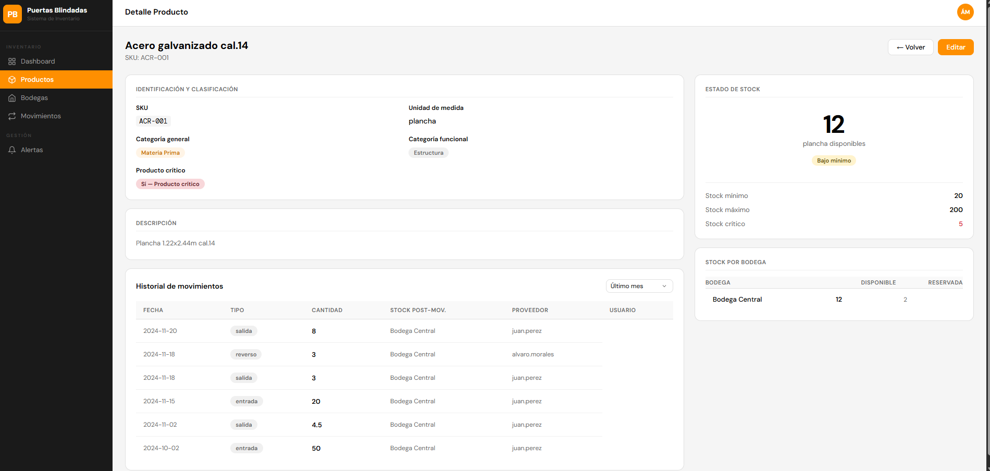 PB
Puertas Blindadas
Sistema de Inventario
INVENTARIO
Dashboard
Productos
Bodegas
Movimientos
GESTIÓN
Alertas
Detalle Producto
ÁM
Acero galvanizado cal.14
SKU: ACR-001
← Volver
Editar
IDENTIFICACIÓN Y CLASIFICACIÓN
SKU
Unidad de medida
ACR-001
plancha
Categoría general
Categoría funcional
Materia Prima
Estructura
Producto crítico
Sí — Producto crítico
DESCRIPCIÓN
Plancha 1.22x2.44m cal.14
Historial de movimientos
Último mes
FECHA TIPO CANTIDAD STOCK POST-MOV. PROVEEDOR USUARIO
2024-11-20 salida 8 Bodega Central juan.perez
2024-11-18 reverso 3 Bodega Central alvaro.morales
2024-11-18 salida 3 Bodega Central juan.perez
2024-11-15 entrada 20 Bodega Central juan.perez
2024-11-02 salida 4.5 Bodega Central juan.perez
2024-10-02 entrada 50 Bodega Central juan.perez
ESTADO DE STOCK
12
plancha disponibles
Bajo mínimo
Stock mínimo 20
Stock máximo 200
Stock crítico 5
STOCK POR BODEGA
BODEGA DISPONIBLE RESERVADA
Bodega Central 12 2